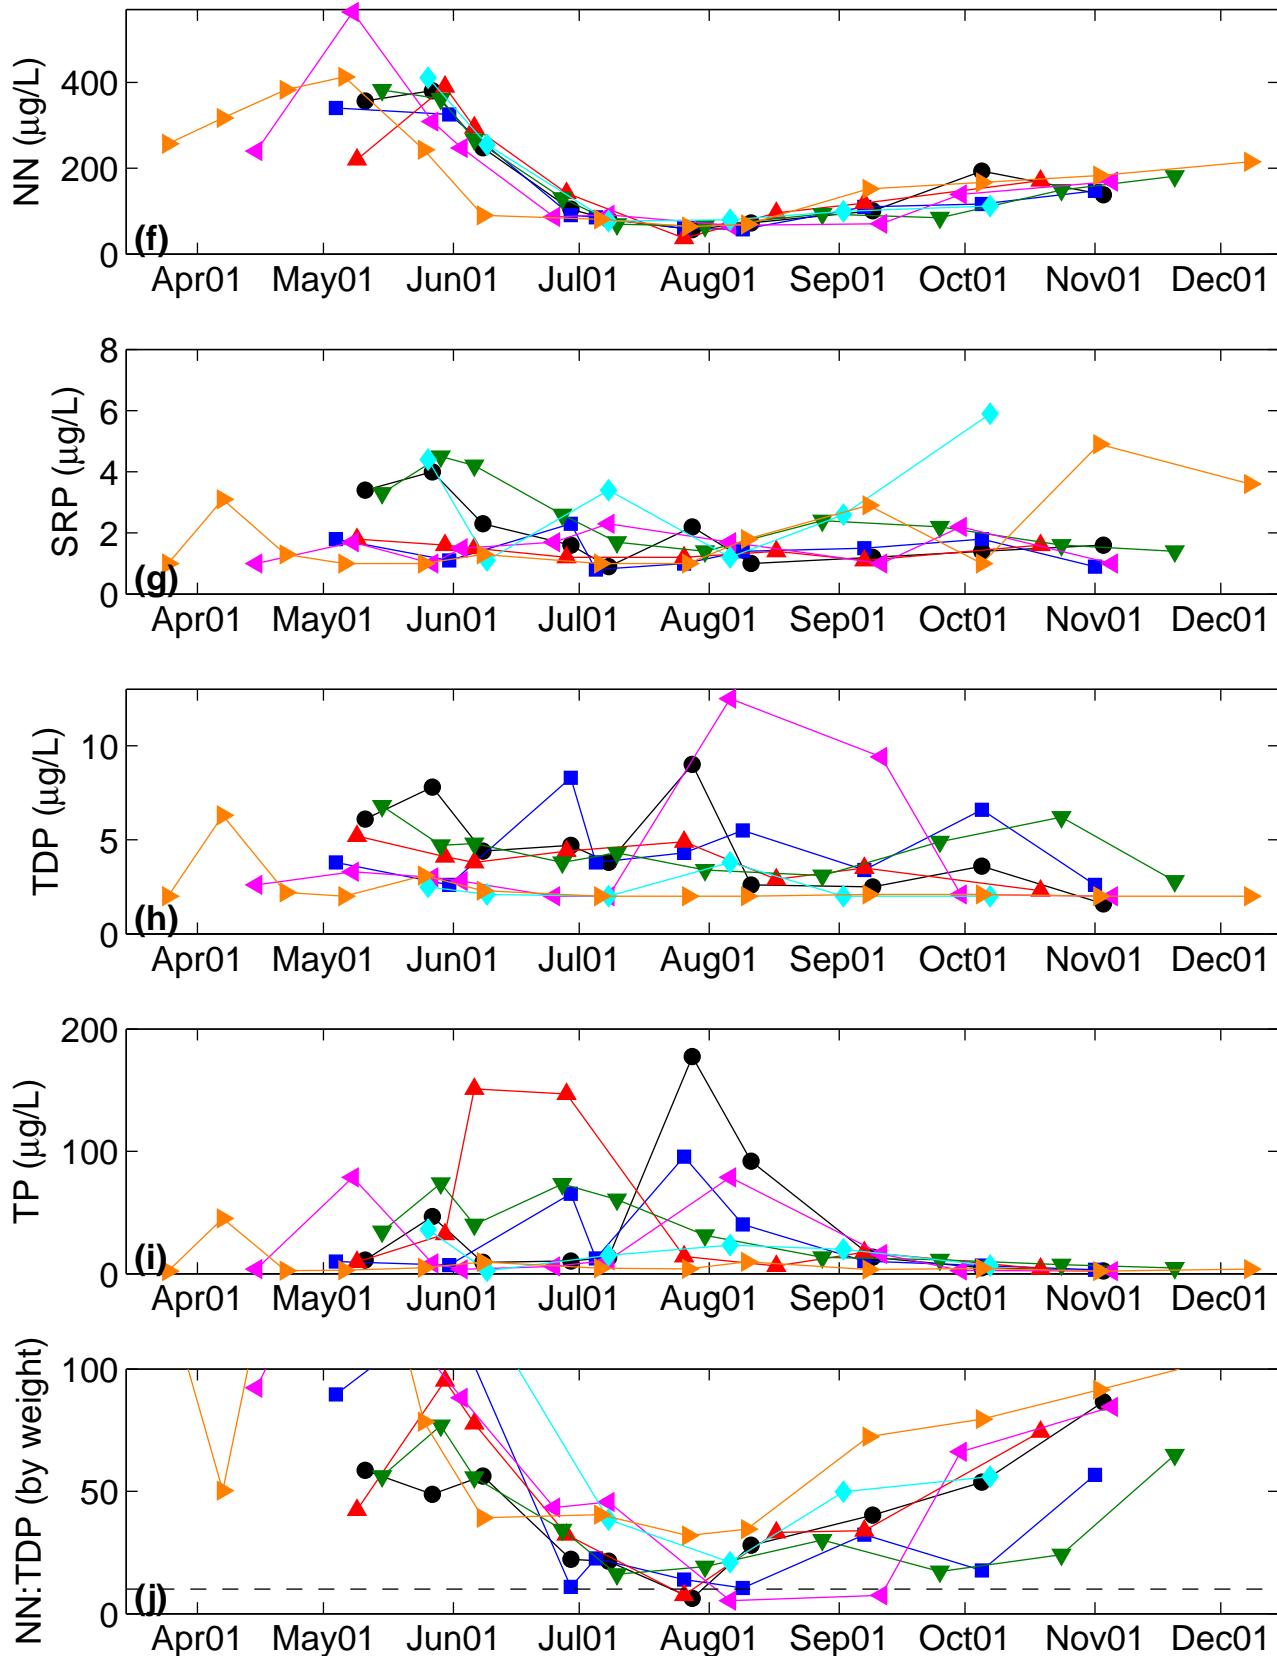 NN (μg/L)
400
200
0
(f)
Apr01 May01 Jun01 Jul01 Aug01 Sep01 Oct01 Nov01 Dec01
SRP (μg/L)
8
6
4
2
0
(g)
Apr01 May01 Jun01 Jul01 Aug01 Sep01 Oct01 Nov01 Dec01
TDP (μg/L)
10
5
0
(h)
Apr01 May01 Jun01 Jul01 Aug01 Sep01 Oct01 Nov01 Dec01
TP (μg/L)
200
100
0
(i)
Apr01 May01 Jun01 Jul01 Aug01 Sep01 Oct01 Nov01 Dec01
NN:TDP (by weight)
100
50
0
(j)
Apr01 May01 Jun01 Jul01 Aug01 Sep01 Oct01 Nov01 Dec01